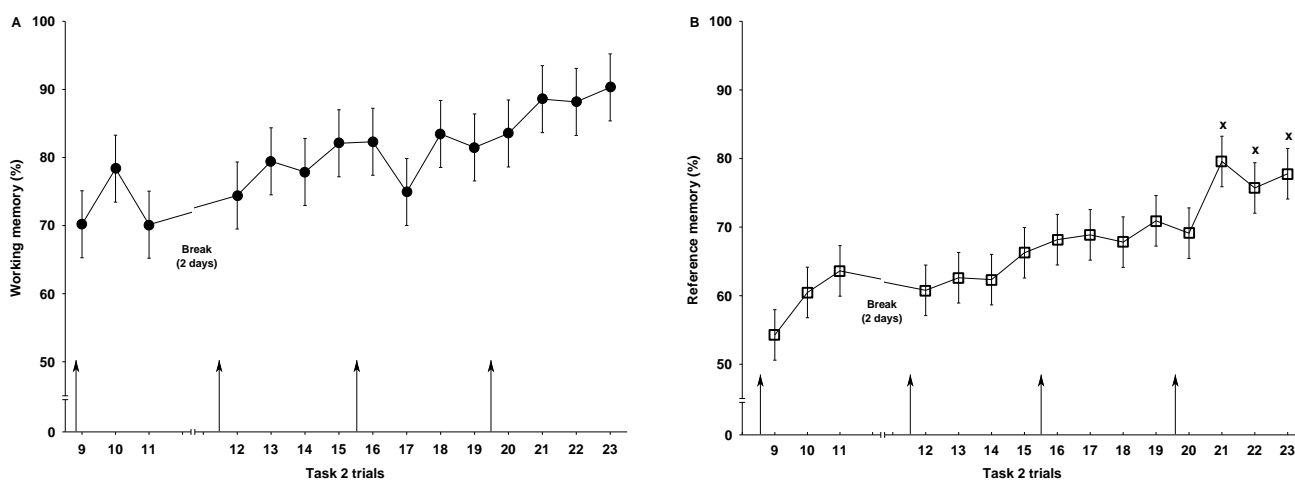 A
100
90
80
70
60
50
0
Working memory (%)
Break
(2 days)
9 10 11 12 13 14 15 16 17 18 19 20 21 22 23
Task 2 trials
B
100
90
80
70
60
50
0
Reference memory (%)
Break
(2 days)
x x x
9 10 11 12 13 14 15 16 17 18 19 20 21 22 23
Task 2 trials